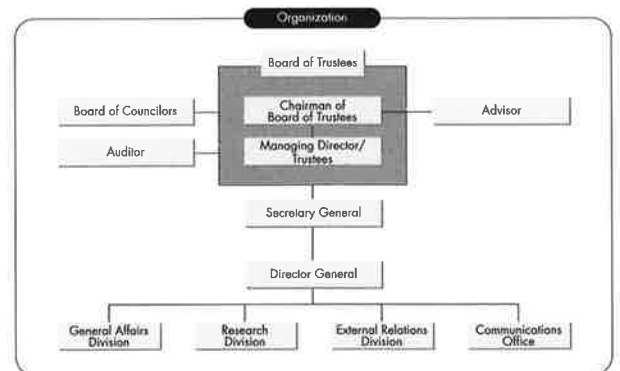 Organization
Board of Trustees
Board of Councilors
Chairman of
Board of Trustees
Advisor
Auditor
Managing Director/
Trustees
Secretary General
Director General
General Affairs
Division
Research
Division
External Relations
Division
Communications
Office